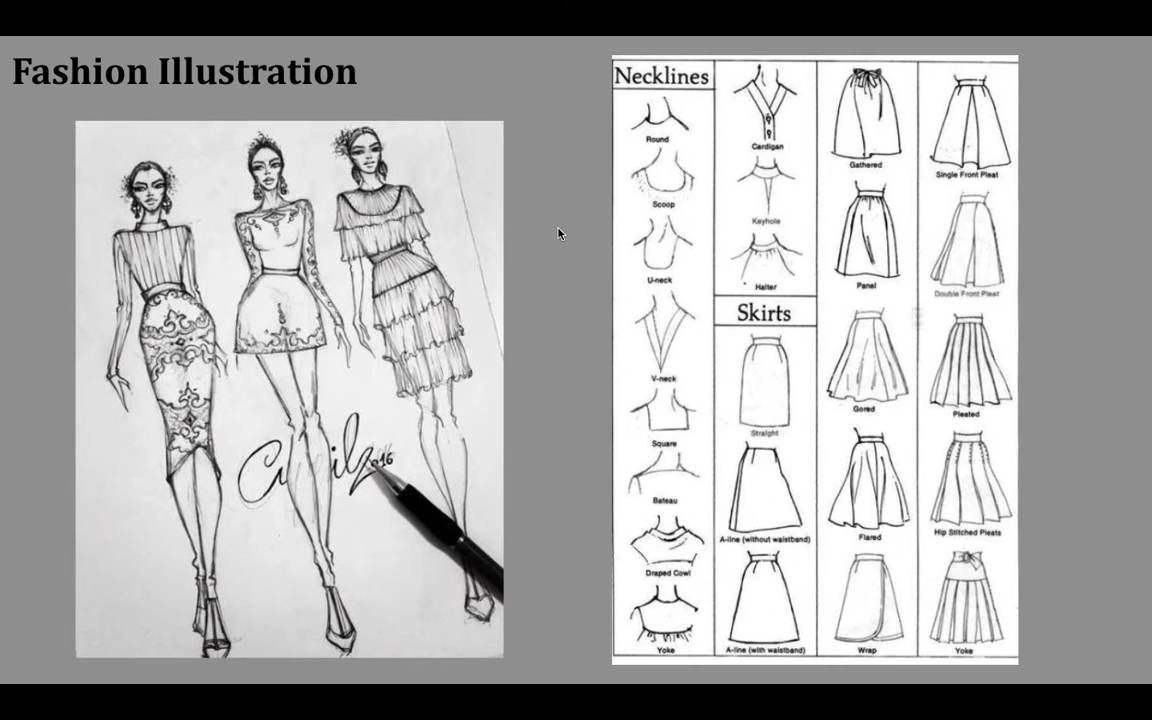 Fashion Illustration
Necklines
Round
Scoop
U-neck
V-neck
Square
Bateau
Draped Cowl
Yoke
Cardigan
Keyhole
Halter
Skirts
Straight
A-line (without waistband)
A-line (with waistband)
Gathered
Panel
Gored
Flared
Wrap
Single Front Pleat
Double Front Pleat
Pleated
Hip Stitched Pleats
Yoke